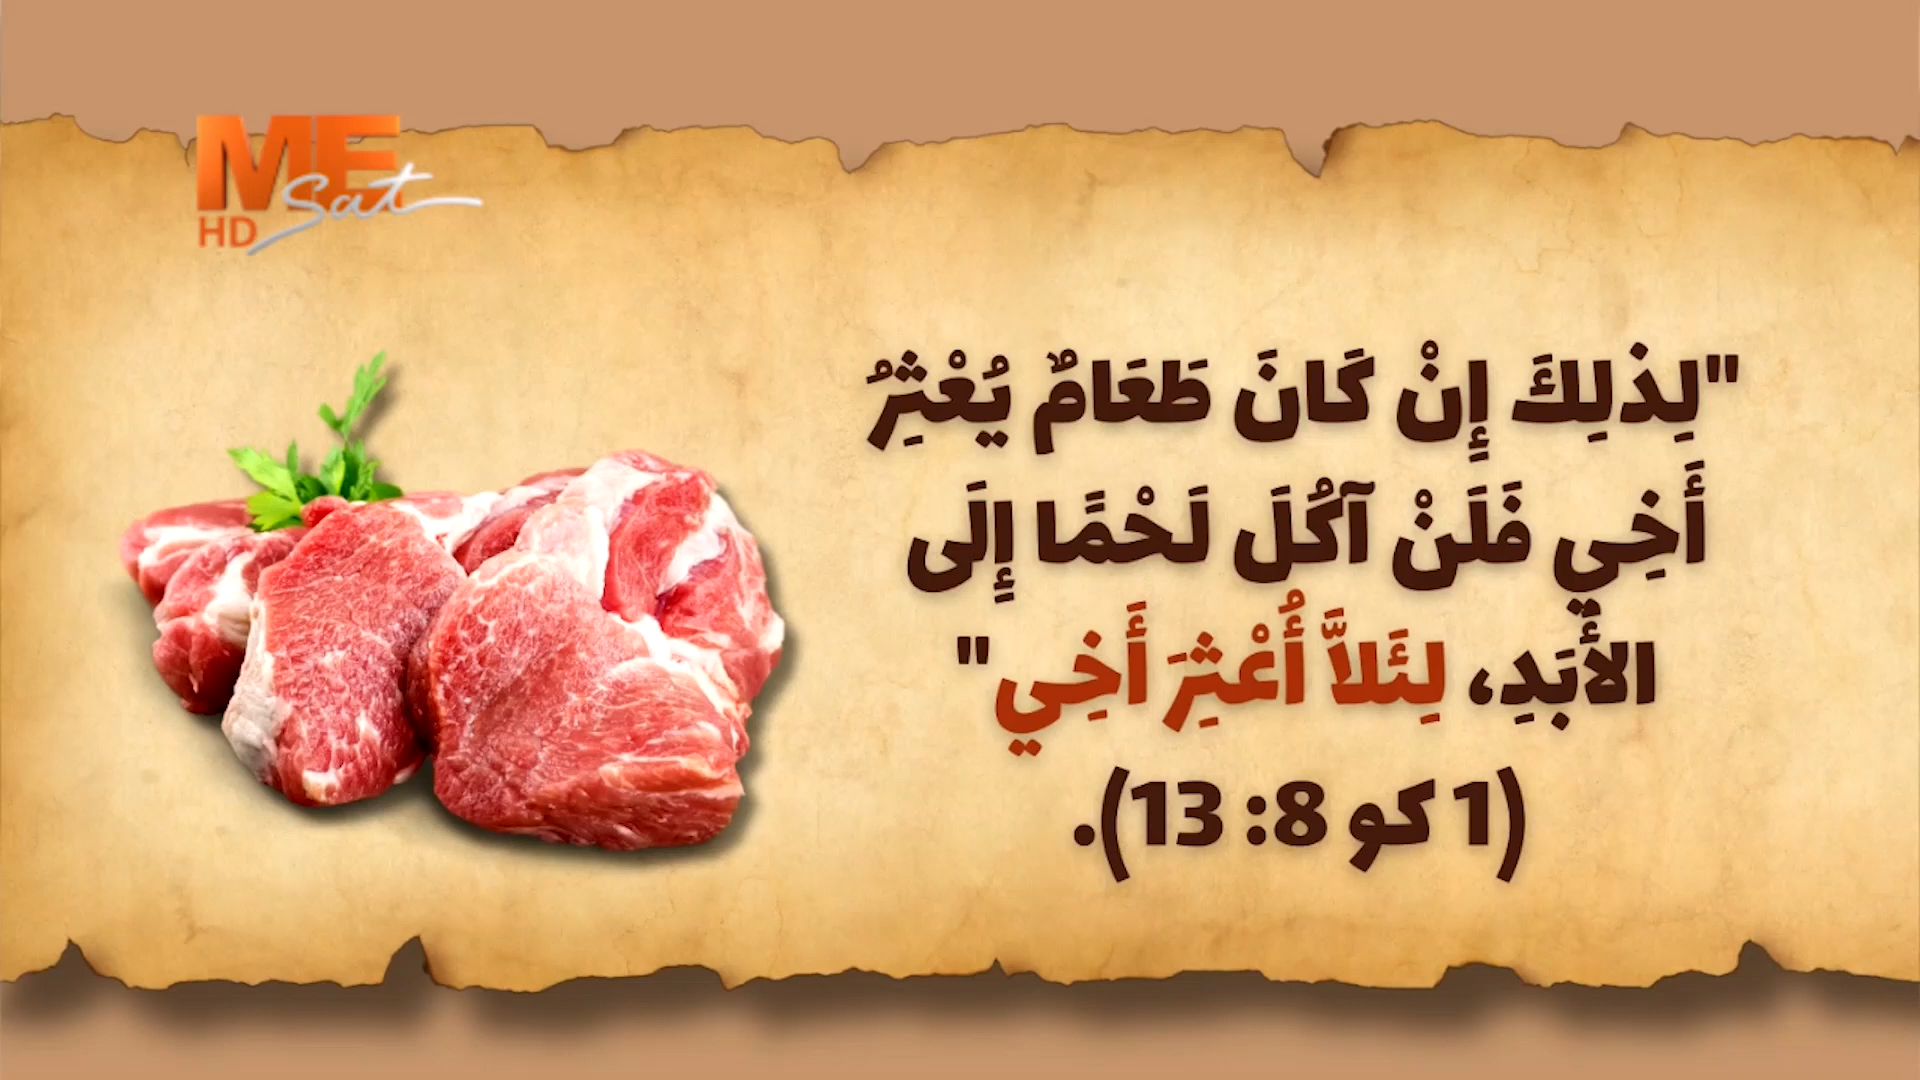 ME
Sat
HD
"لِذلِكَ إِنْ كَانَ طَعَامٌ يُعْثِرُ
أَخِي فَلَنْ آكُلَ لَحْمًا إِلَى
الأَبَدِ، لِئَلاَّ أُعْثِرَ أَخِي"
(1 كو 8: 13).